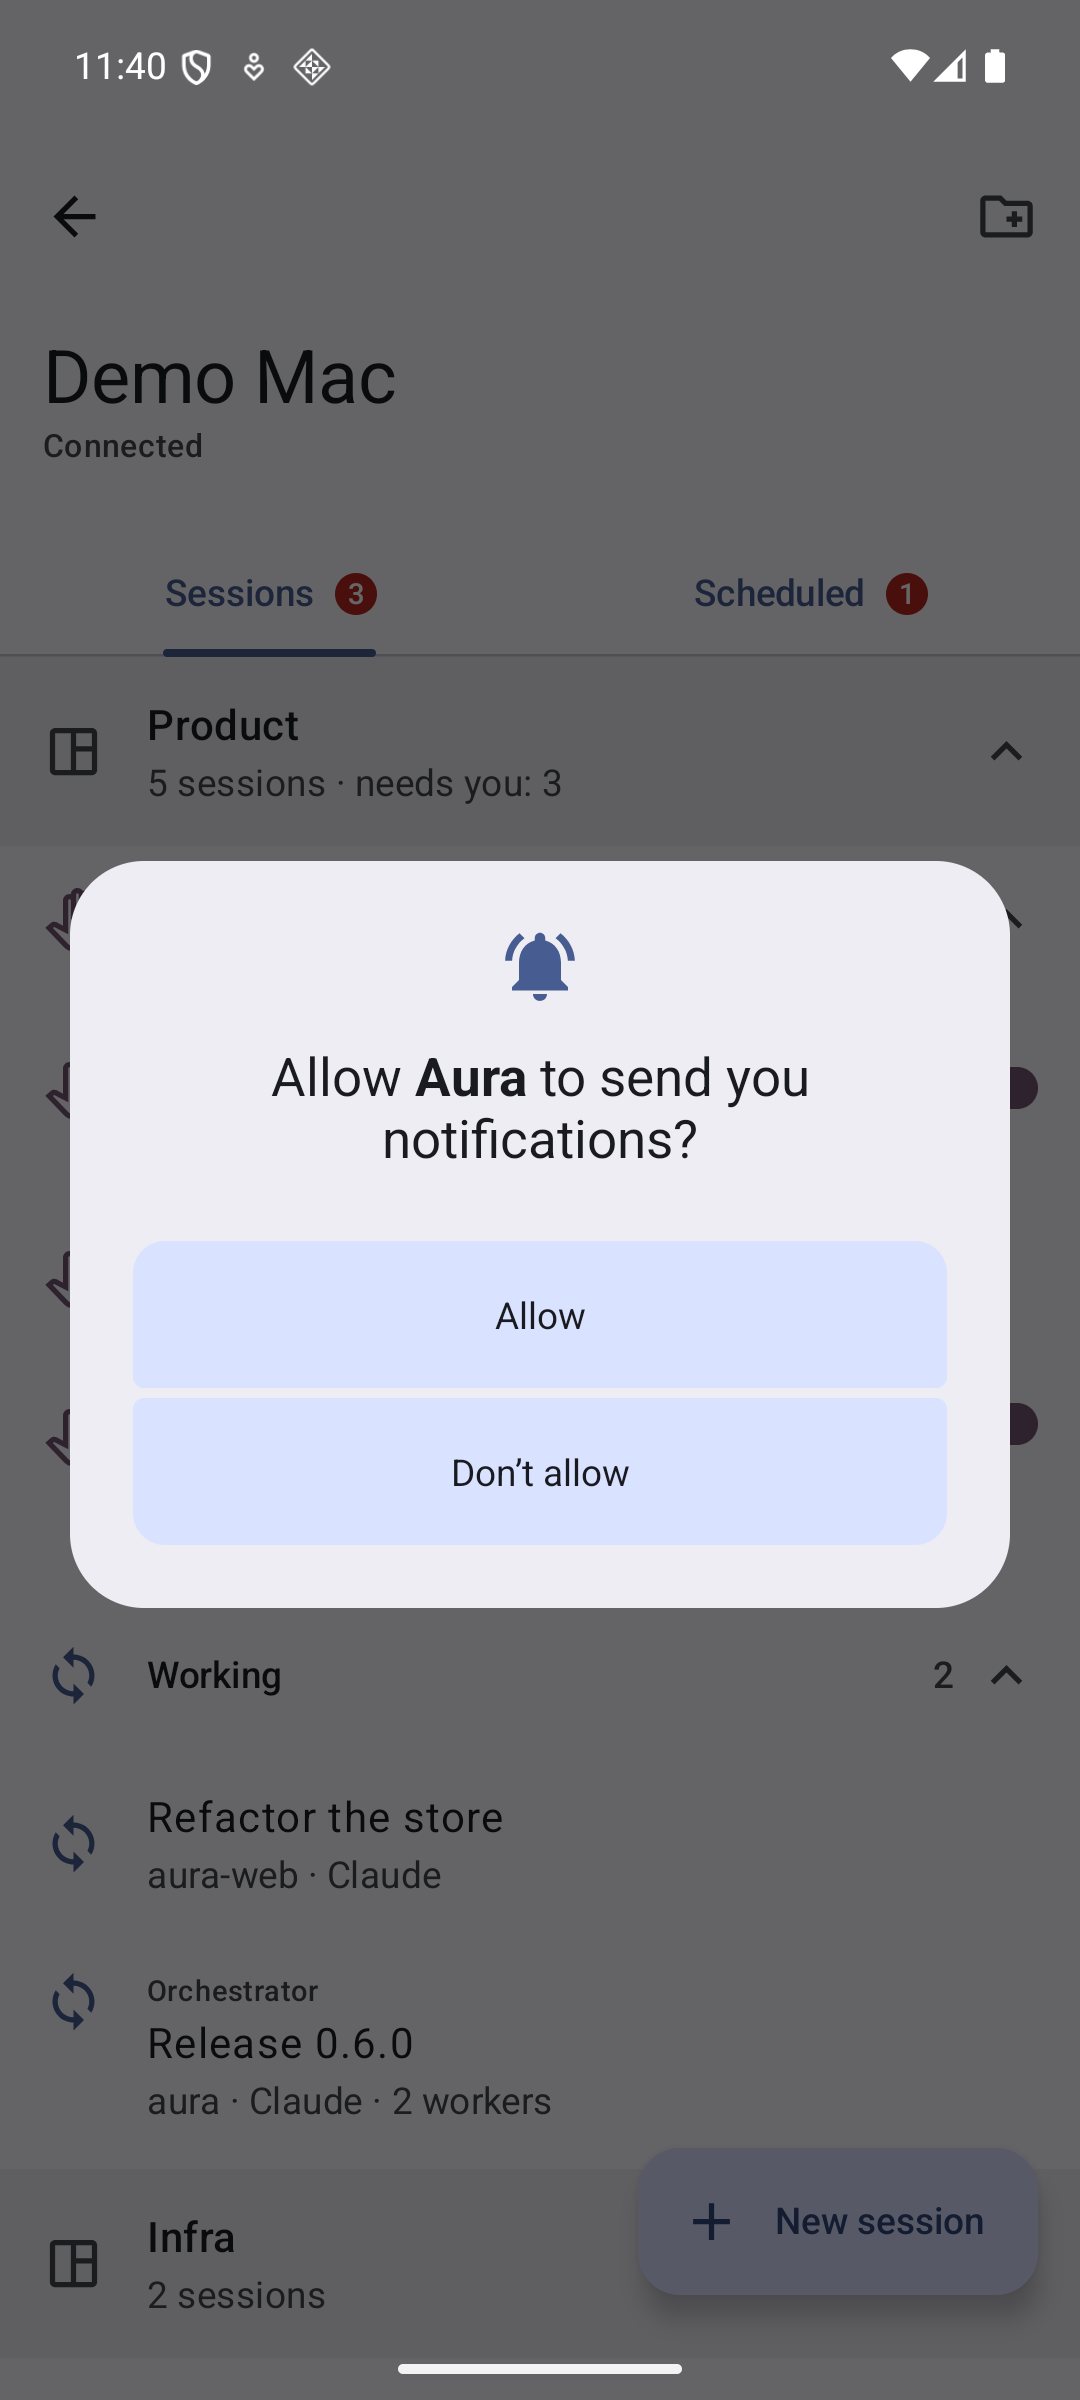 11:40
Demo Mac
Connected
Sessions 3
Scheduled 1
Product
5 sessions · needs you: 3
Allow Aura to send you
notifications?
Allow
Don’t allow
Working 2
Refactor the store
aura-web · Claude
Orchestrator
Release 0.6.0
aura · Claude · 2 workers
New session
Infra
2 sessions